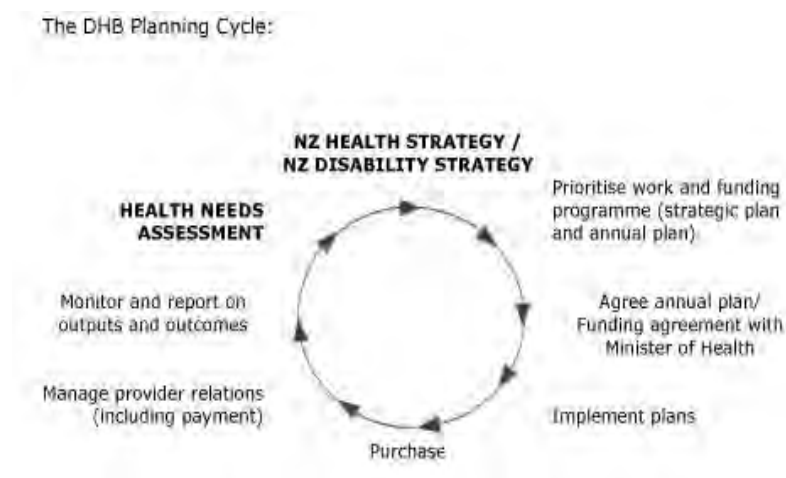 The DHB Planning Cycle:
NZ HEALTH STRATEGY /
NZ DISABILITY STRATEGY
Prioritise work and funding
programme (strategic plan
and annual plan)
Agree annual plan/
Funding agreement with
Minister of Health
Implement plans
Purchase
Manage provider relations
(including payment)
Monitor and report on
outputs and outcomes
HEALTH NEEDS
ASSESSMENT